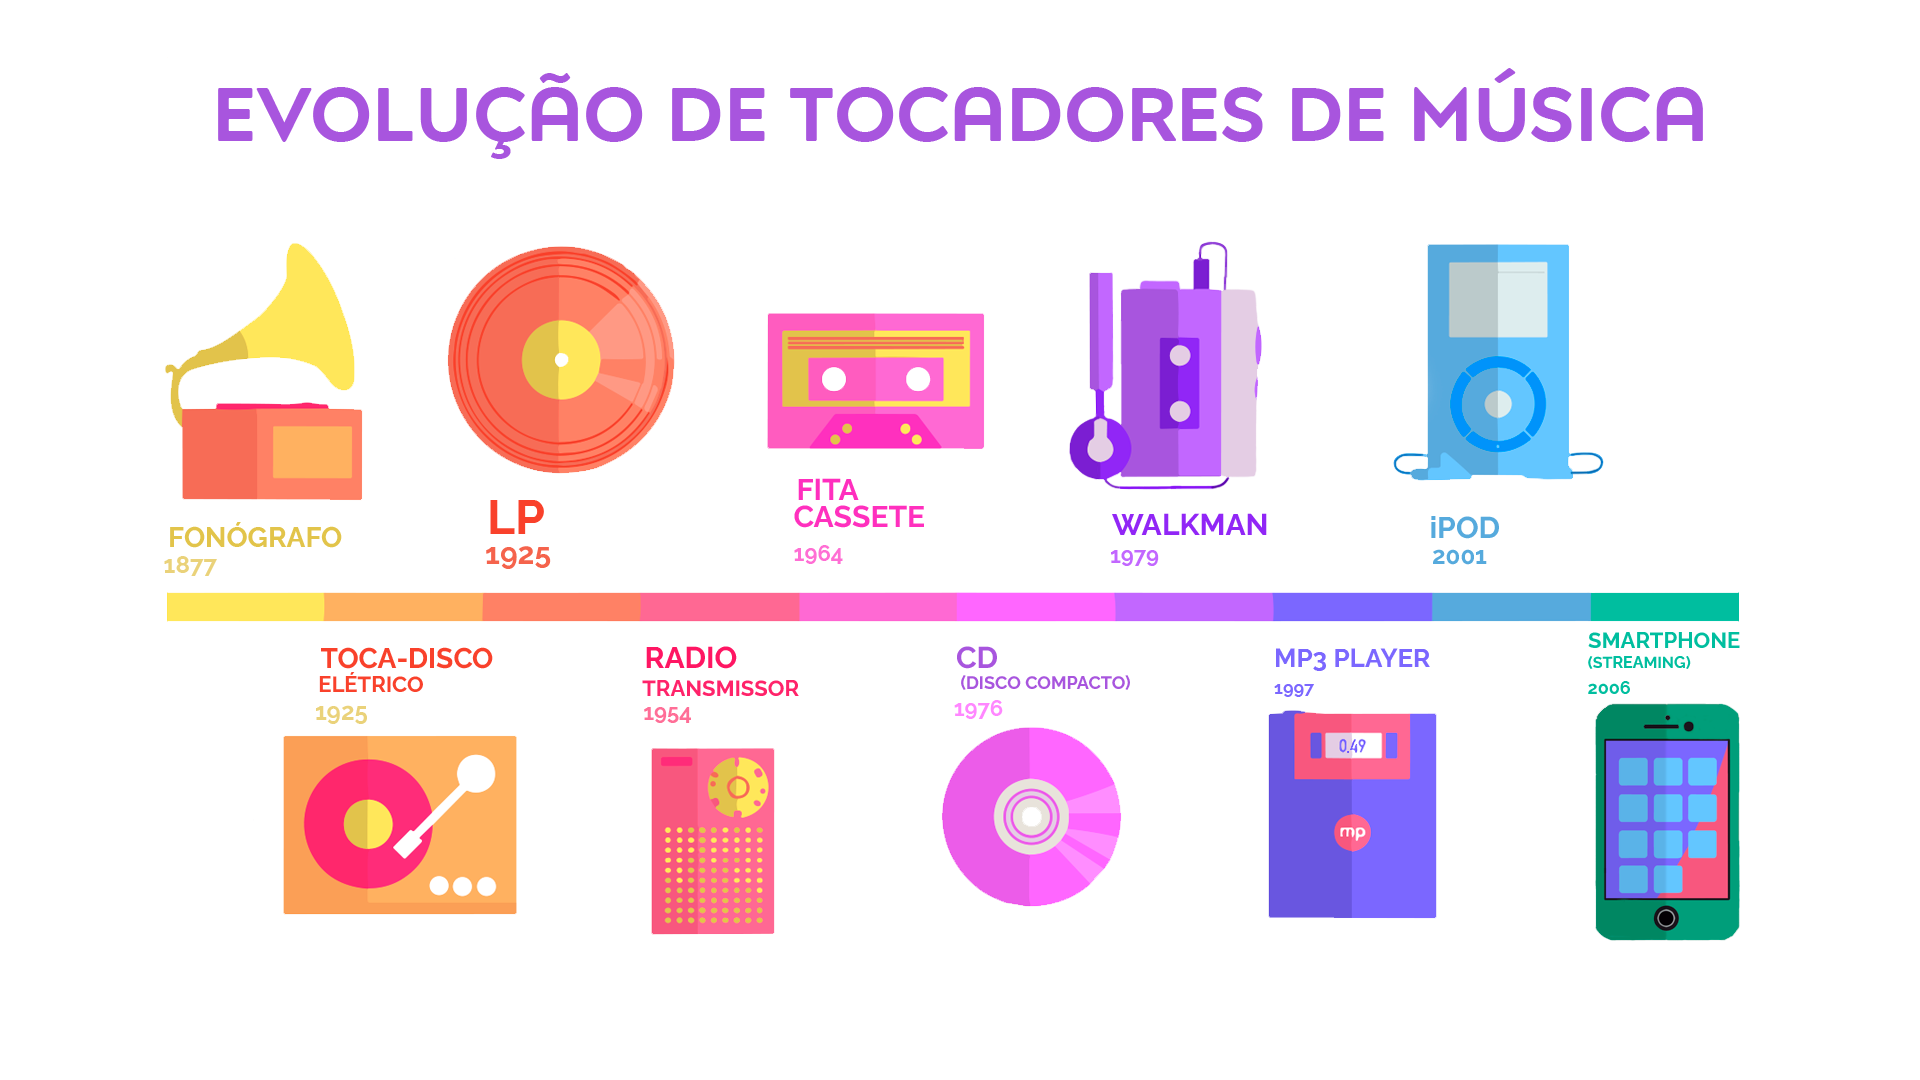 EVOLUÇÃO DE TOCADORES DE MÚSICA
FONÓGRAFO
1877
LP
1925
FITA
CASSETE
1964
WALKMAN
1979
iPOD
2001
TOCA-DISCO
ELÉTRICO
1925
RADIO
TRANSMISSOR
1954
CD
(DISCO COMPACTO)
1976
MP3 PLAYER
1997
0.49
mp
SMARTPHONE
(STREAMING)
2006